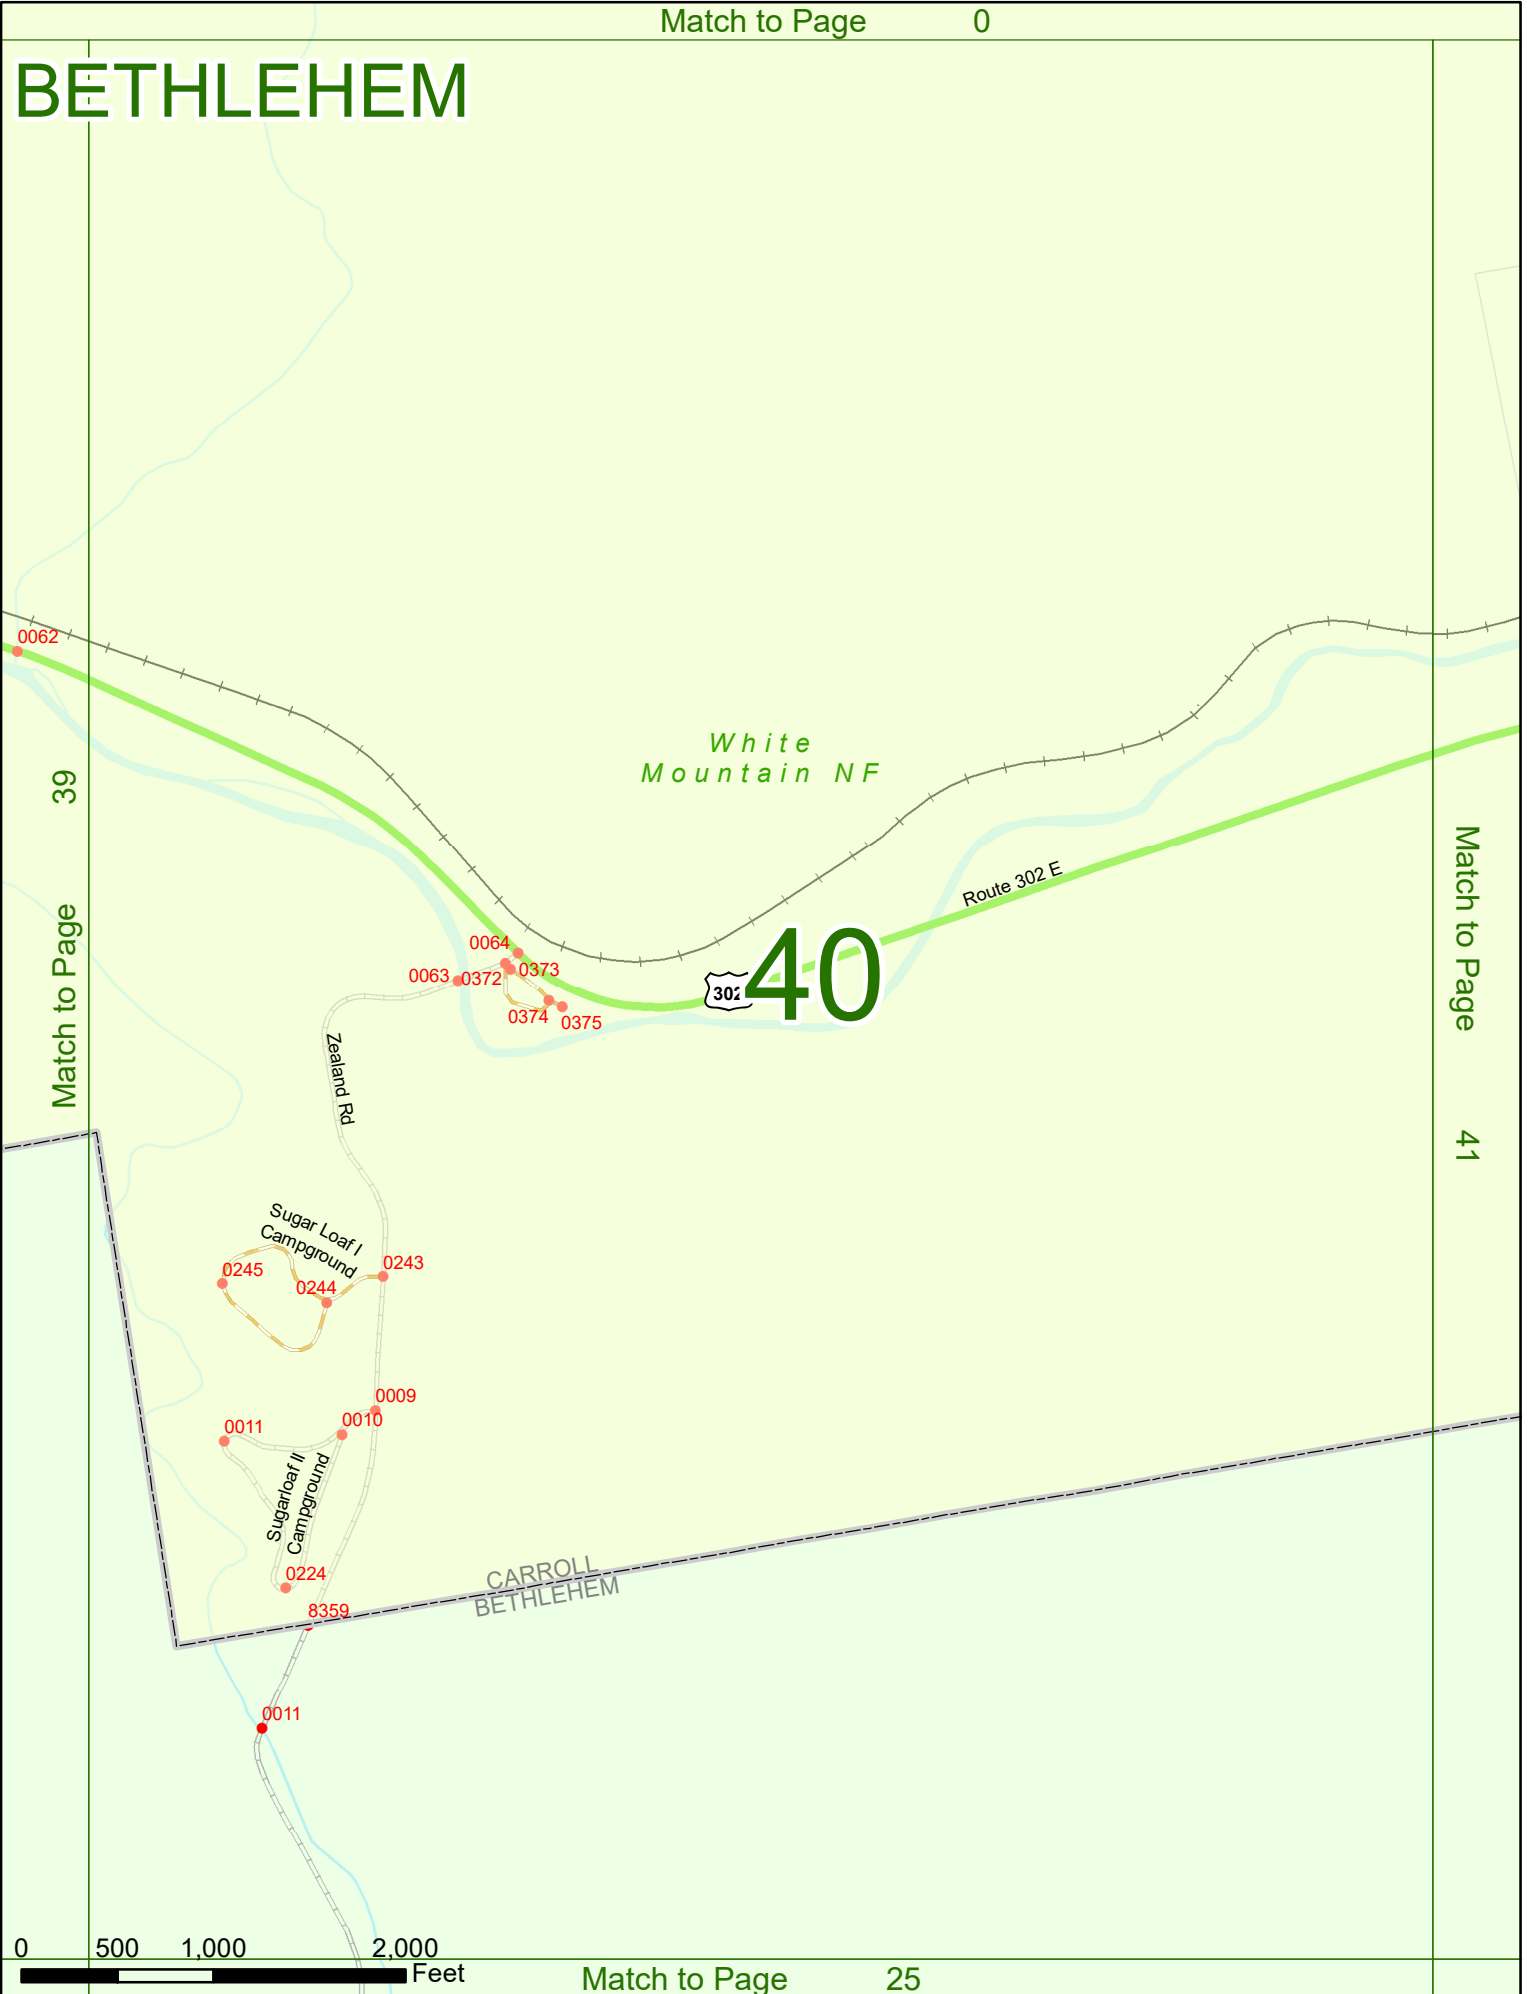 Match to Page 0
BETHLEHEM
0062
White
Mountain NF
Match to Page 39
Match to Page 41
Route 302 E
0064
0063
0372
0373
302
40
0374
0375
Zealand Rd
Sugar Loaf I
Campground
0245
0244
0243
0009
0011
0010
Sugarloaf II
Campground
0224
CARROLL
BETHLEHEM
8359
0011
0 500 1,000 2,000
Feet
Match to Page 25